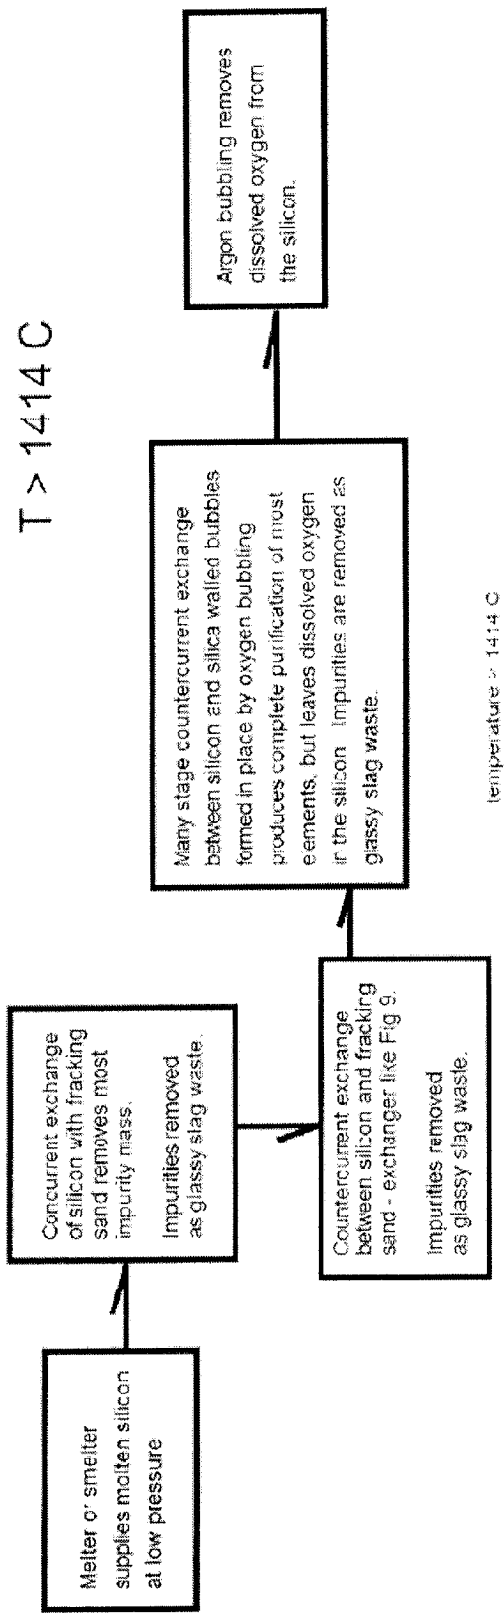 T > 1414 C
Melter or smelter
supplies molten silicon
at low pressure
Concurrent exchange
of silicon with fracking
sand removes most
impurity mass.
Impurities removed
as glassy slag waste.
Countercurrent exchange
between silicon and fracking
sand - exchanger like Fig 9.
Impurities removed
as glassy slag waste.
Many stage countercurrent exchange
between silicon and silica walled bubbles
formed in place by oxygen bubbling
produces complete purification of most
elements, but leaves dissolved oxygen
in the silicon Impurities are removed as
glassy slag waste.
Argon bubbling removes
dissolved oxygen from
the silicon.
temperature > 1414 C